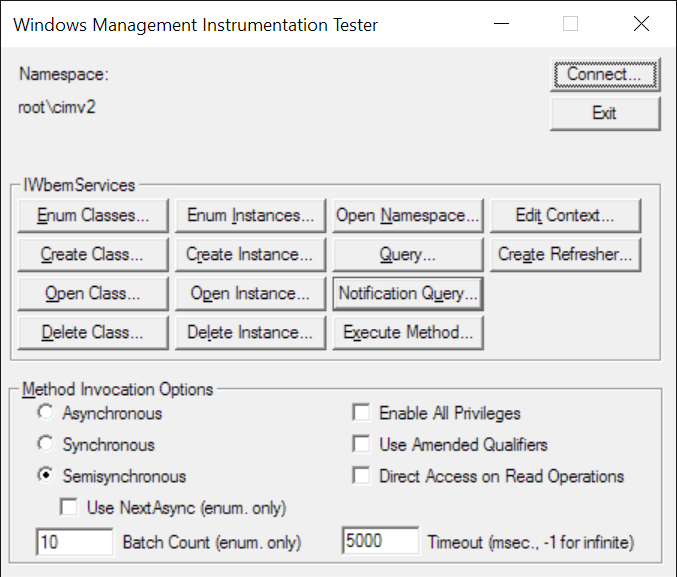 Windows Management Instrumentation Tester
Namespace:
Connect...
root\cimv2
Exit
IWbemServices
Enum Classes... Enum Instances... Open Namespace... Edit Context...
Create Class... Create Instance... Query... Create Refresher...
Open Class... Open Instance... Notification Query...
Delete Class... Delete Instance... Execute Method...
Method Invocation Options
Asynchronous Enable All Privileges
Synchronous Use Amended Qualifiers
Semisynchronous Direct Access on Read Operations
Use NextAsync (enum. only)
10 Batch Count (enum. only) 5000 Timeout (msec., -1 for infinite)